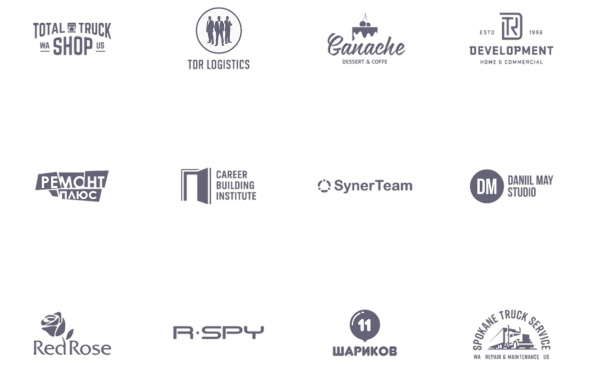 TOTAL TRUCK
WA SHOP US
TDR LOGISTICS
Ganache
DESSERT & COFFE
ESTD TR 1998
DEVELOPMENT
HOME & COMMERCIAL
РЕМОНТ
ПЛЮС
CAREER
BUILDING
INSTITUTE
SynerTeam
DM
DANIIL MAY
STUDIO
RedRose
R·SPY
11
ШАРИКОВ
SPOKANE TRUCK SERVICE
WA REPAIR & MAINTENANCE US